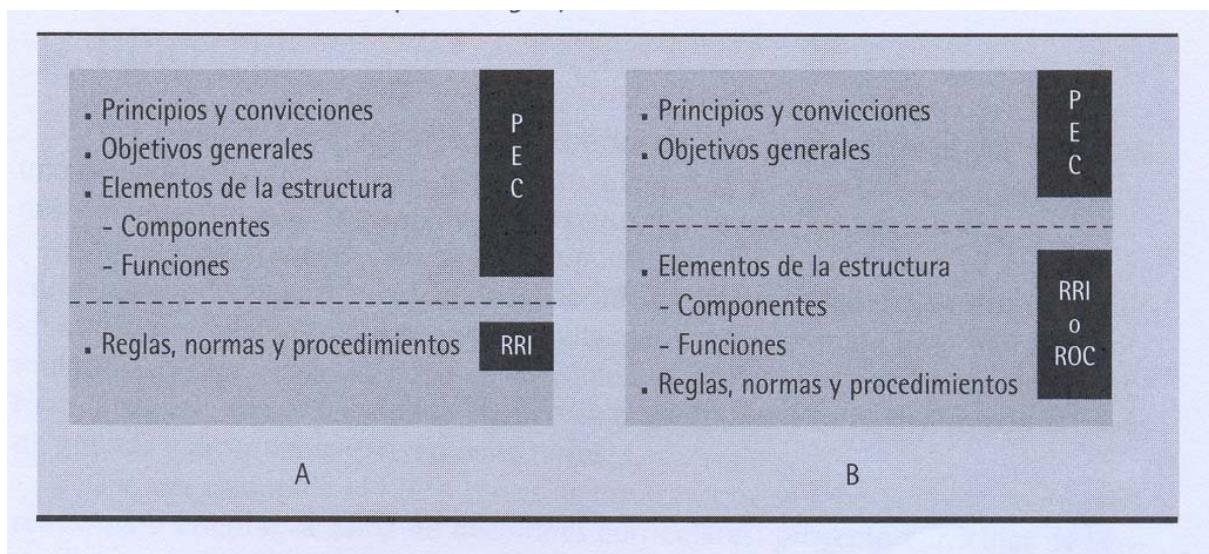 . Principios y convicciones
. Objetivos generales
. Elementos de la estructura
- Componentes
- Funciones
P
E
C
. Reglas, normas y procedimientos
RRI
A
. Principios y convicciones
. Objetivos generales
P
E
C
. Elementos de la estructura
- Componentes
- Funciones
. Reglas, normas y procedimientos
RRI
o
ROC
B